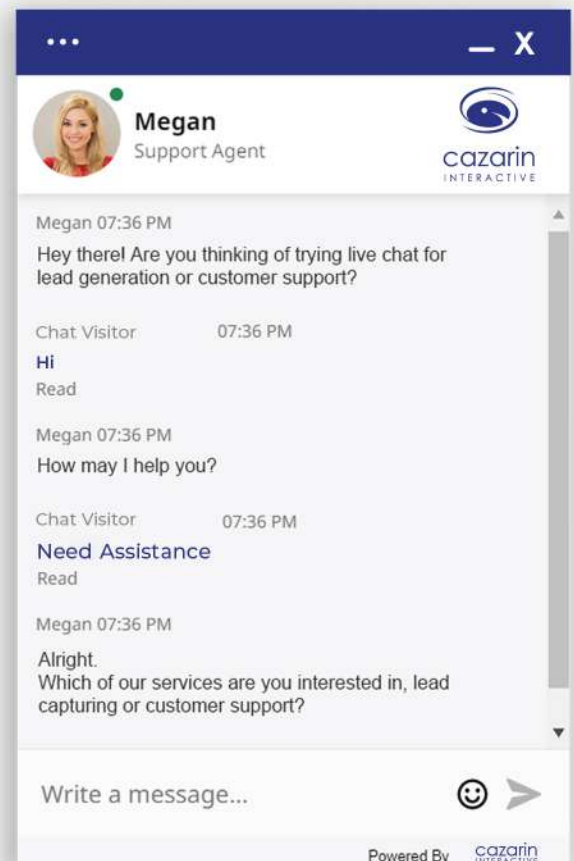 ... – X
Megan
Support Agent
cazarin
INTERACTIVE
Megan 07:36 PM
Hey there! Are you thinking of trying live chat for
lead generation or customer support?
Chat Visitor 07:36 PM
Hi
Read
Megan 07:36 PM
How may I help you?
Chat Visitor 07:36 PM
Need Assistance
Read
Megan 07:36 PM
Alright.
Which of our services are you interested in, lead
capturing or customer support?
Write a message...
Powered By cazarin
INTERACTIVE